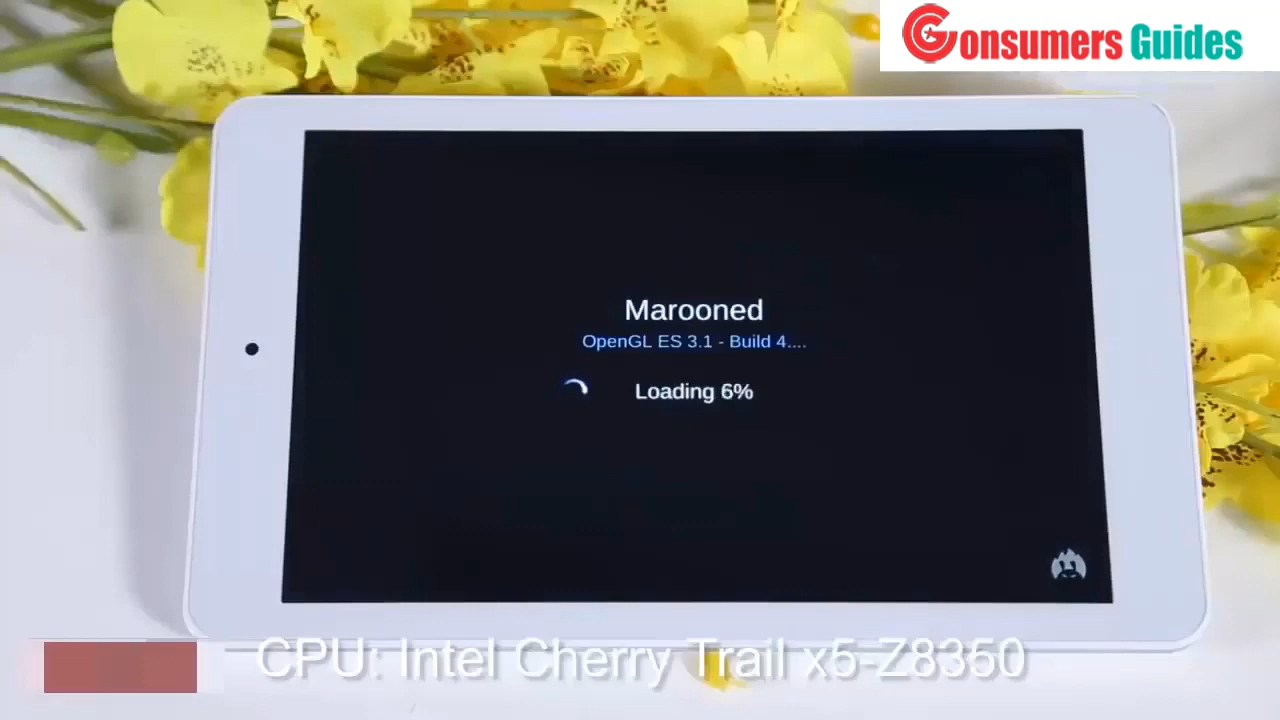 Consumers Guides
Marooned
OpenGL ES 3.1 - Build 4....
Loading 6%
CPU: Intel Cherry Trail x5-Z8350